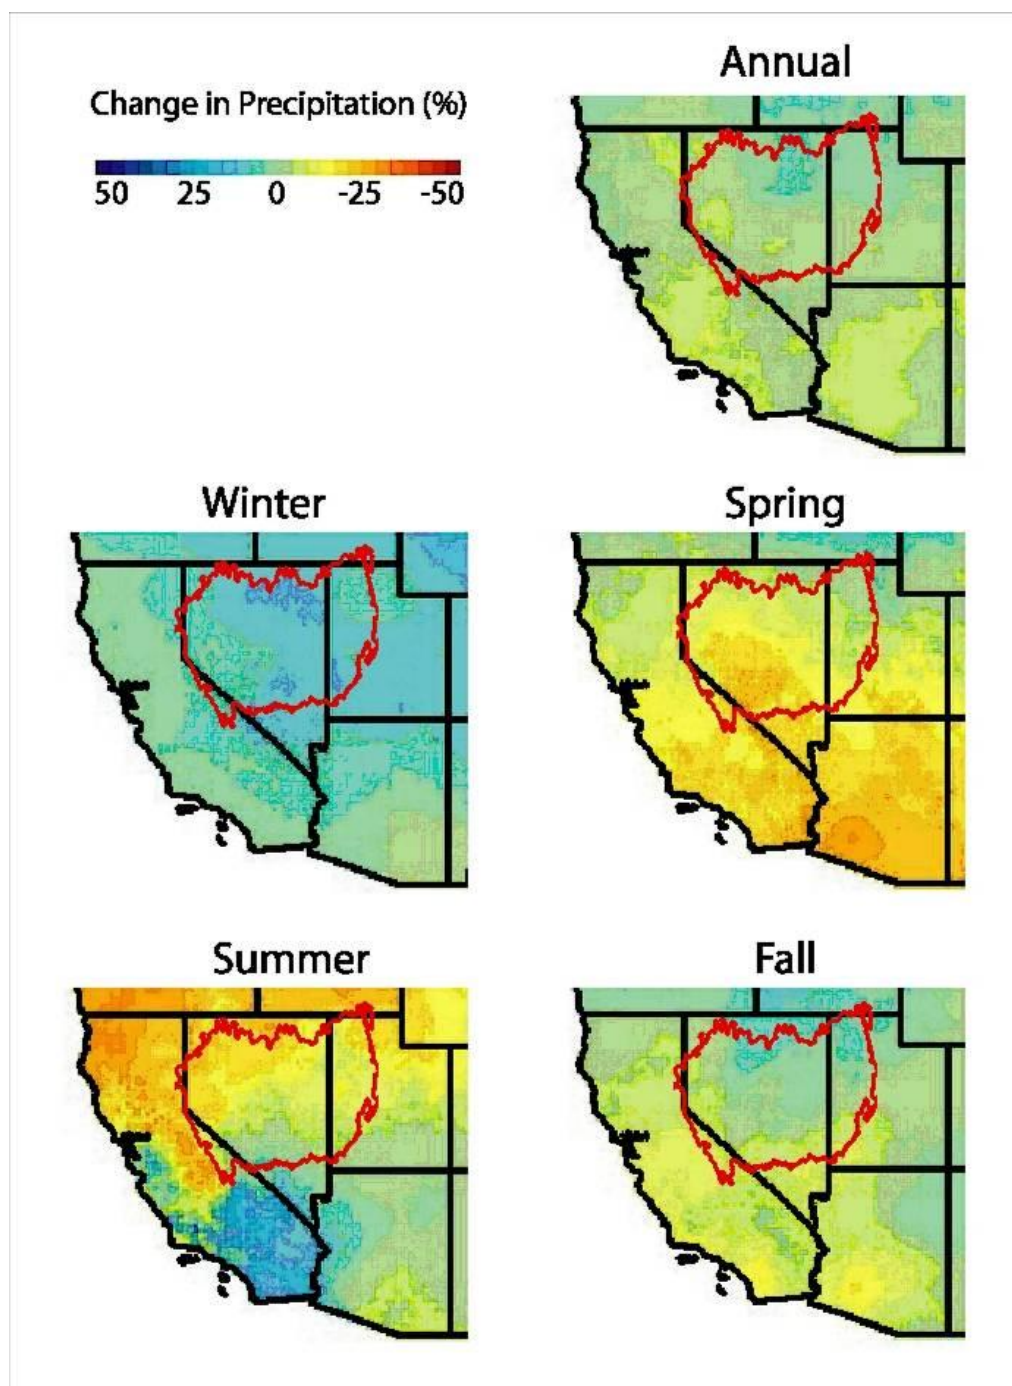 Annual
Change in Precipitation (%)
50 25 0 -25 -50
Winter
Spring
Summer
Fall